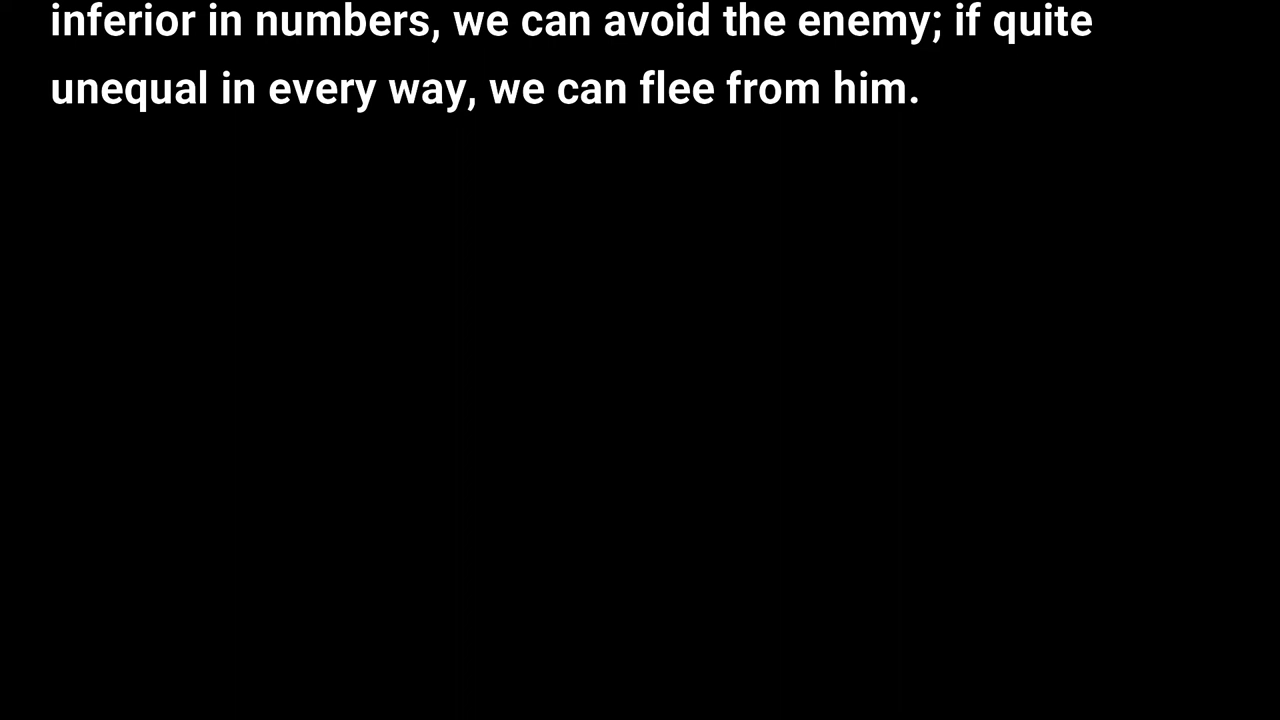 inferior in numbers, we can avoid the enemy; if quite
unequal in every way, we can flee from him.